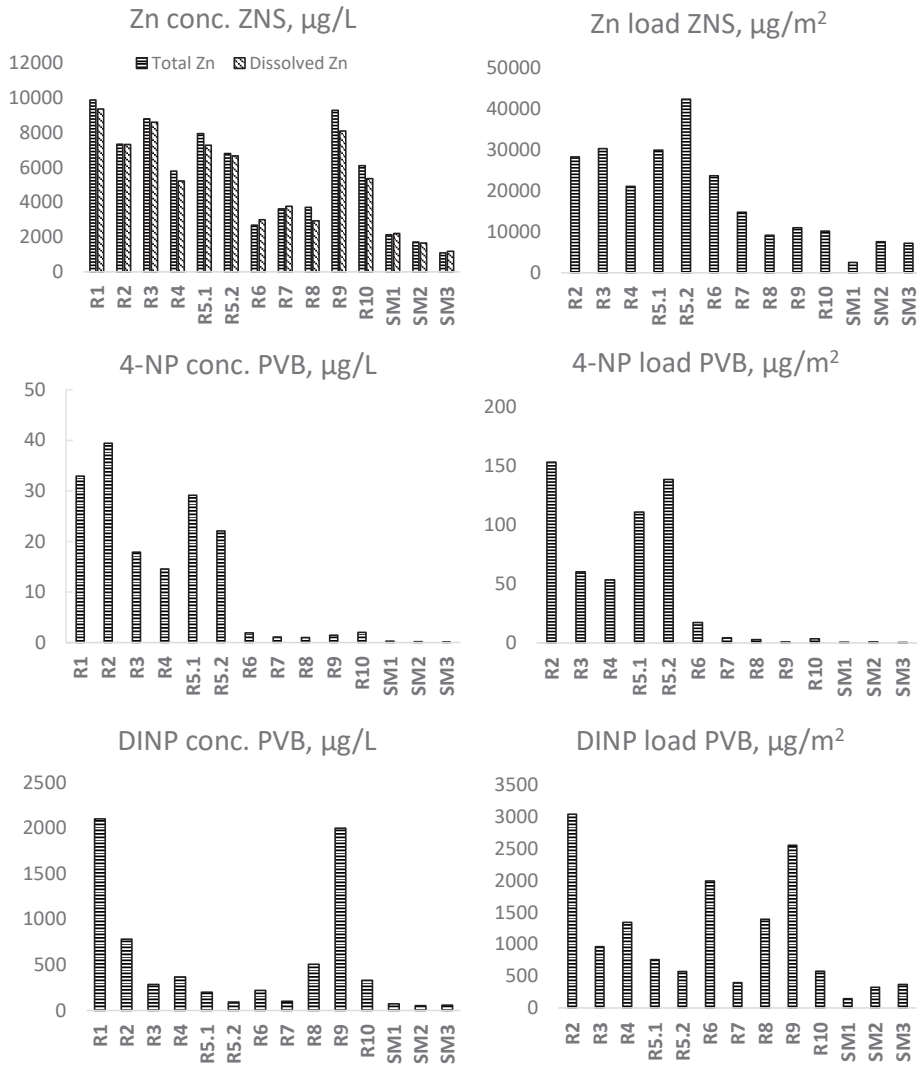 Zn conc. ZNS, µg/L
12000
10000
8000
6000
4000
2000
0
Total Zn Dissolved Zn
R1 R2 R3 R4 R5.1 R5.2 R6 R7 R8 R9 R10 SM1 SM2 SM3
Zn load ZNS, µg/m²
50000
40000
30000
20000
10000
0
R2 R3 R4 R5.1 R5.2 R6 R7 R8 R9 R10 SM1 SM2 SM3
4-NP conc. PVB, µg/L
50
40
30
20
10
0
R1 R2 R3 R4 R5.1 R5.2 R6 R7 R8 R9 R10 SM1 SM2 SM3
4-NP load PVB, µg/m²
200
150
100
50
0
R2 R3 R4 R5.1 R5.2 R6 R7 R8 R9 R10 SM1 SM2 SM3
DINP conc. PVB, µg/L
2500
2000
1500
1000
500
0
R1 R2 R3 R4 R5.1 R5.2 R6 R7 R8 R9 R10 SM1 SM2 SM3
DINP load PVB, µg/m²
3500
3000
2500
2000
1500
1000
500
0
R2 R3 R4 R5.1 R5.2 R6 R7 R8 R9 R10 SM1 SM2 SM3